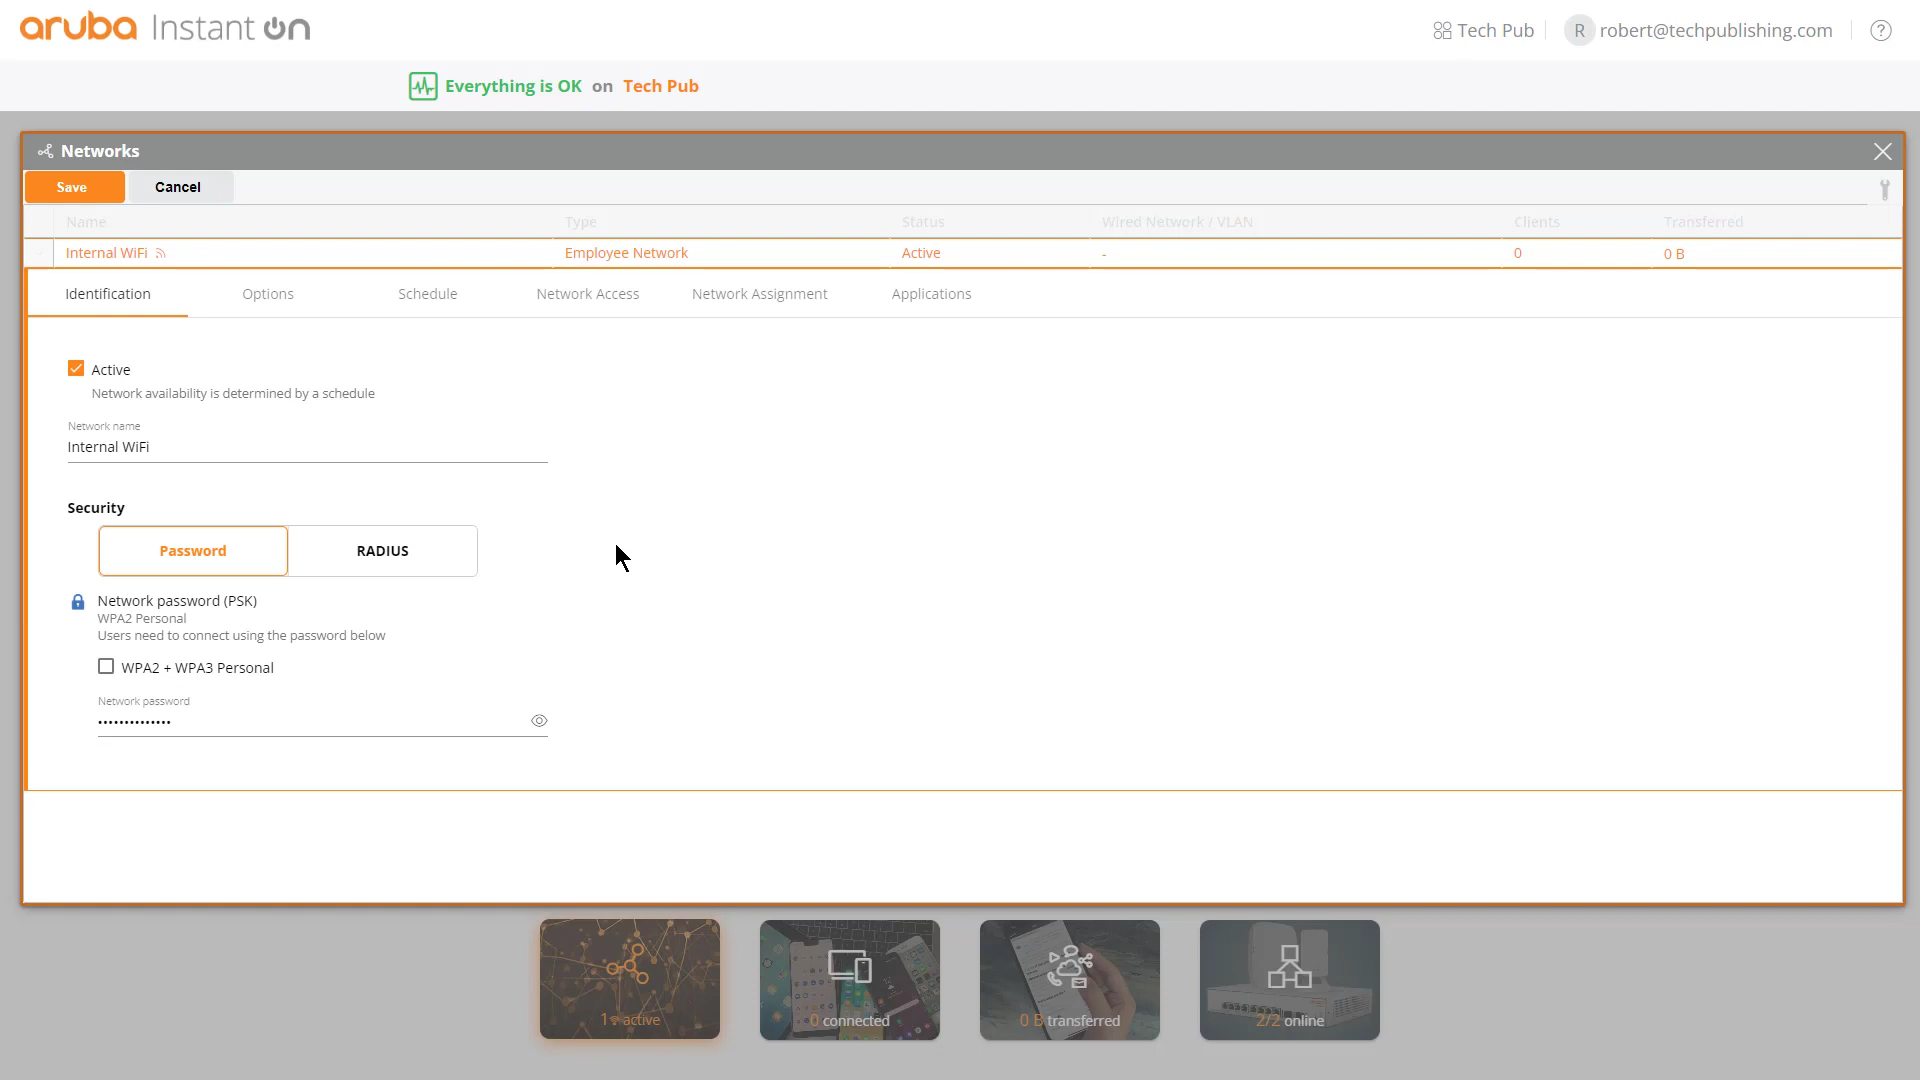 aruba Instant On
Tech Pub
R robert@techpublishing.com
?
Everything is OK on Tech Pub
Networks
Save Cancel
Name Type Status Wired Network / VLAN Clients Transferred
Internal WiFi Employee Network Active - 0 0 B
Identification Options Schedule Network Access Network Assignment Applications
Active
Network availability is determined by a schedule
Network name
Internal WiFi
Security
Password RADIUS
Network password (PSK)
WPA2 Personal
Users need to connect using the password below
WPA2 + WPA3 Personal
Network password
••••••••••••••
1 active 0 connected 0 B transferred 2/2 online